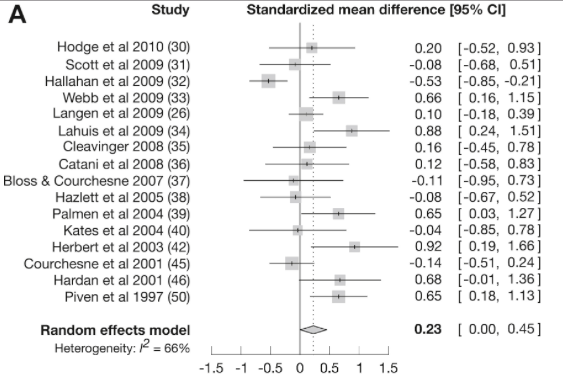 A
Study Standardized mean difference [95% CI]
Hodge et al 2010 (30) 0.20 [-0.52, 0.93]
Scott et al 2009 (31) -0.08 [-0.68, 0.51]
Hallahan et al 2009 (32) -0.53 [-0.85, -0.21]
Webb et al 2009 (33) 0.66 [ 0.16, 1.15]
Langen et al 2009 (26) 0.10 [-0.18, 0.39]
Lahuis et al 2009 (34) 0.88 [ 0.24, 1.51]
Cleavinger 2008 (35) 0.16 [-0.45, 0.78]
Catani et al 2008 (36) 0.12 [-0.58, 0.83]
Bloss & Courchesne 2007 (37) -0.11 [-0.95, 0.73]
Hazlett et al 2005 (38) -0.08 [-0.67, 0.52]
Palmen et al 2004 (39) 0.65 [ 0.03, 1.27]
Kates et al 2004 (40) -0.04 [-0.85, 0.78]
Herbert et al 2003 (42) 0.92 [ 0.19, 1.66]
Courchesne et al 2001 (45) -0.14 [-0.51, 0.24]
Hardan et al 2001 (46) 0.68 [-0.01, 1.36]
Piven et al 1997 (50) 0.65 [ 0.18, 1.13]
Random effects model 0.23 [ 0.00, 0.45]
Heterogeneity: I² = 66%
-1.5 -1 -0.5 0 0.5 1 1.5